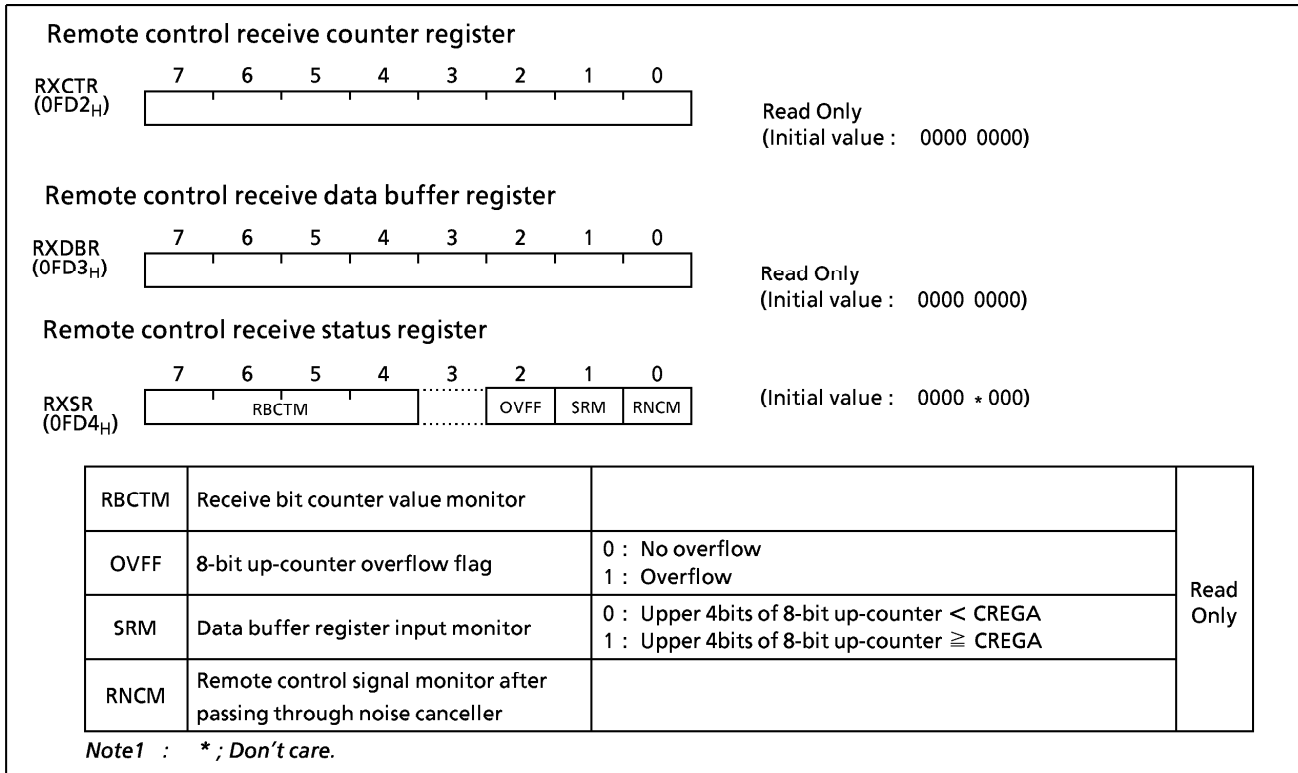 Remote control receive counter register
7 6 5 4 3 2 1 0
RXCTR
(0FD2H)
Read Only
(Initial value : 0000 0000)
Remote control receive data buffer register
7 6 5 4 3 2 1 0
RXDBR
(0FD3H)
Read Only
(Initial value : 0000 0000)
Remote control receive status register
7 6 5 4 3 2 1 0
RXSR
(0FD4H)
RBCTM OVFF SRM RNCM
(Initial value : 0000 * 000)
RBCTM Receive bit counter value monitor
OVFF 8-bit up-counter overflow flag
0 : No overflow
1 : Overflow
SRM Data buffer register input monitor
0 : Upper 4bits of 8-bit up-counter < CREGA
1 : Upper 4bits of 8-bit up-counter ≧ CREGA
RNCM Remote control signal monitor after
passing through noise canceller
Read
Only
Note1 : * ; Don't care.